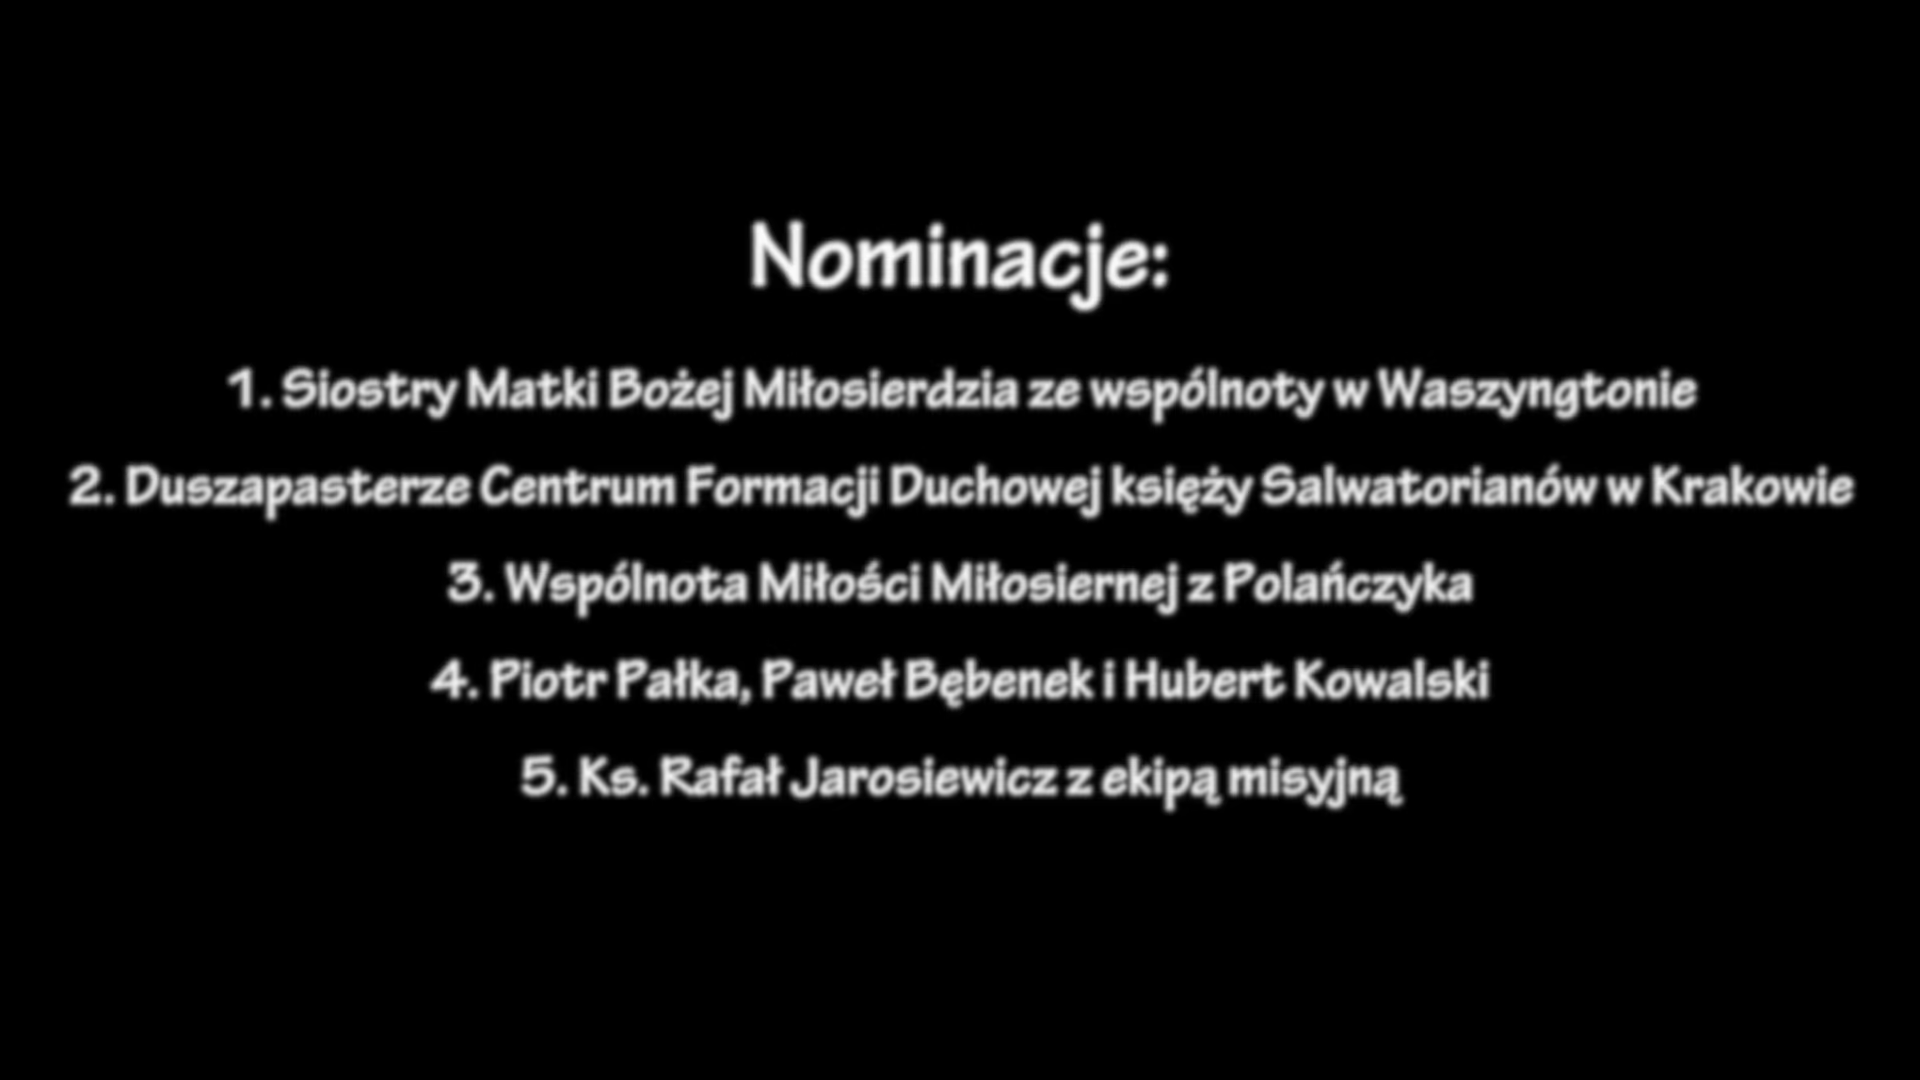 Nominacje:
1. Siostry Matki Bożej Miłosierdzia ze wspólnoty w Waszyngtonie
2. Duszapasterze Centrum Formacji Duchowej księży Salwatorianów w Krakowie
3. Wspólnota Miłości Miłosiernej z Polańczyka
4. Piotr Pałka, Paweł Bębenek i Hubert Kowalski
5. Ks. Rafał Jarosiewicz z ekipą misyjną